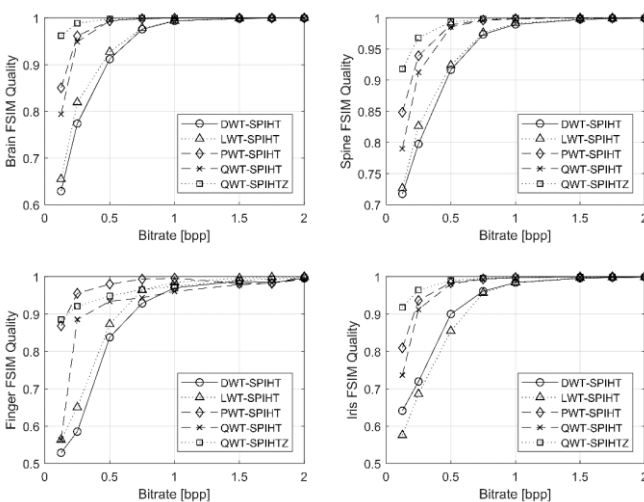 Brain FSIM Quality
1
0.9
0.8
0.7
0.6
0 0.5 1 1.5 2
Bitrate [bpp]
DWT-SPIHT
LWT-SPIHT
PWT-SPIHT
QWT-SPIHT
QWT-SPIHTZ
Spine FSIM Quality
1
0.95
0.9
0.85
0.8
0.75
0.7
0 0.5 1 1.5 2
Bitrate [bpp]
DWT-SPIHT
LWT-SPIHT
PWT-SPIHT
QWT-SPIHT
QWT-SPIHTZ
Finger FSIM Quality
1
0.9
0.8
0.7
0.6
0.5
0 0.5 1 1.5 2
Bitrate [bpp]
DWT-SPIHT
LWT-SPIHT
PWT-SPIHT
QWT-SPIHT
QWT-SPIHTZ
Iris FSIM Quality
1
0.9
0.8
0.7
0.6
0.5
0 0.5 1 1.5 2
Bitrate [bpp]
DWT-SPIHT
LWT-SPIHT
PWT-SPIHT
QWT-SPIHT
QWT-SPIHTZ